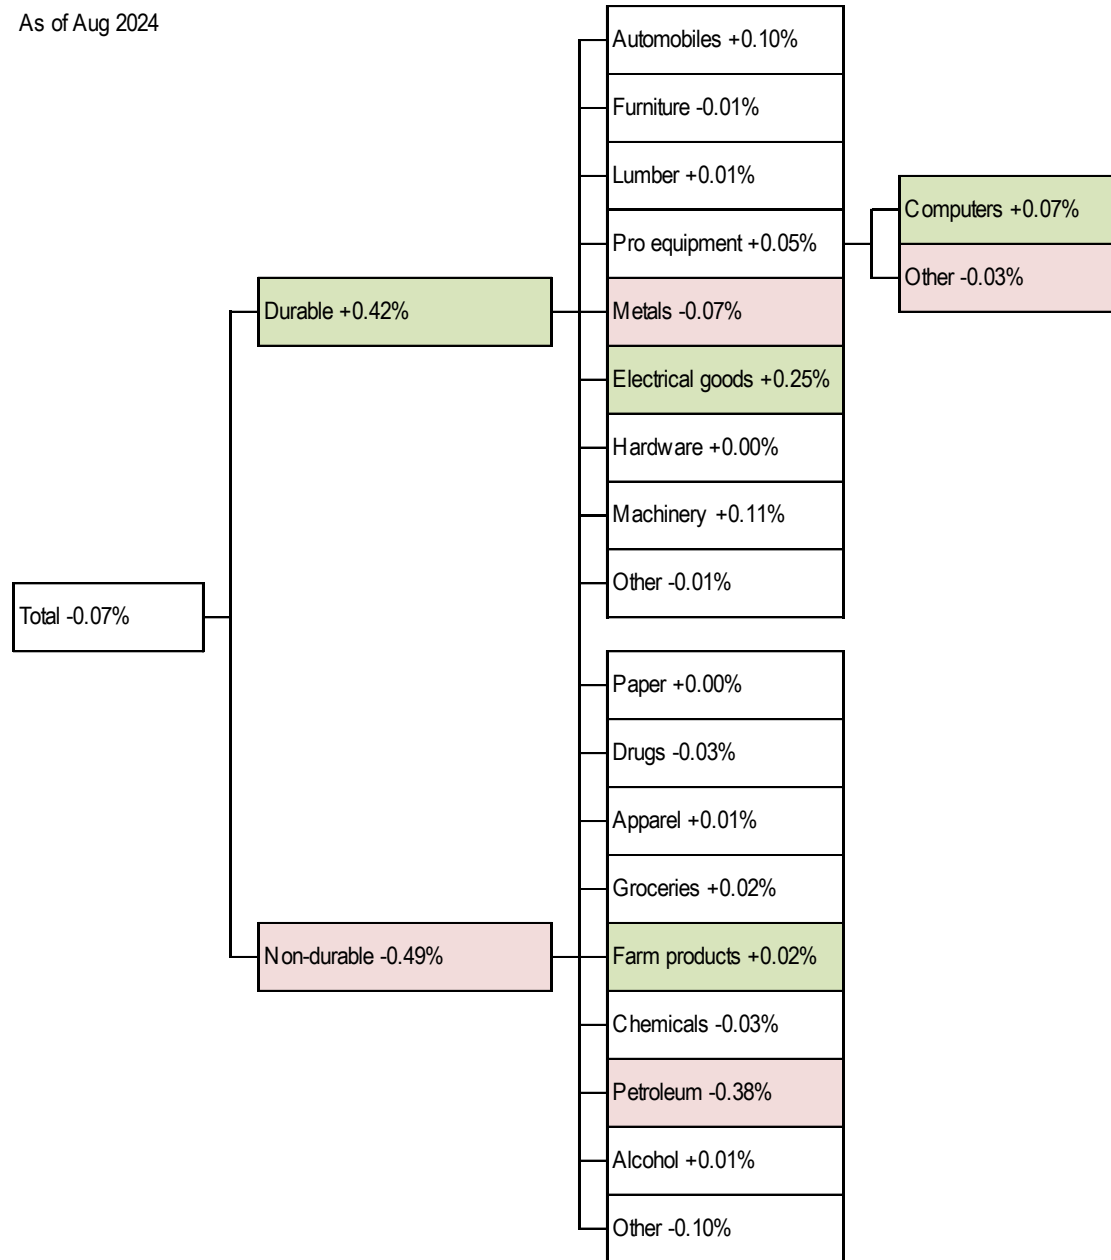 As of Aug 2024
Total -0.07%
Durable +0.42%
Automobiles +0.10%
Furniture -0.01%
Lumber +0.01%
Pro equipment +0.05%
Computers +0.07%
Other -0.03%
Metals -0.07%
Electrical goods +0.25%
Hardware +0.00%
Machinery +0.11%
Other -0.01%
Non-durable -0.49%
Paper +0.00%
Drugs -0.03%
Apparel +0.01%
Groceries +0.02%
Farm products +0.02%
Chemicals -0.03%
Petroleum -0.38%
Alcohol +0.01%
Other -0.10%